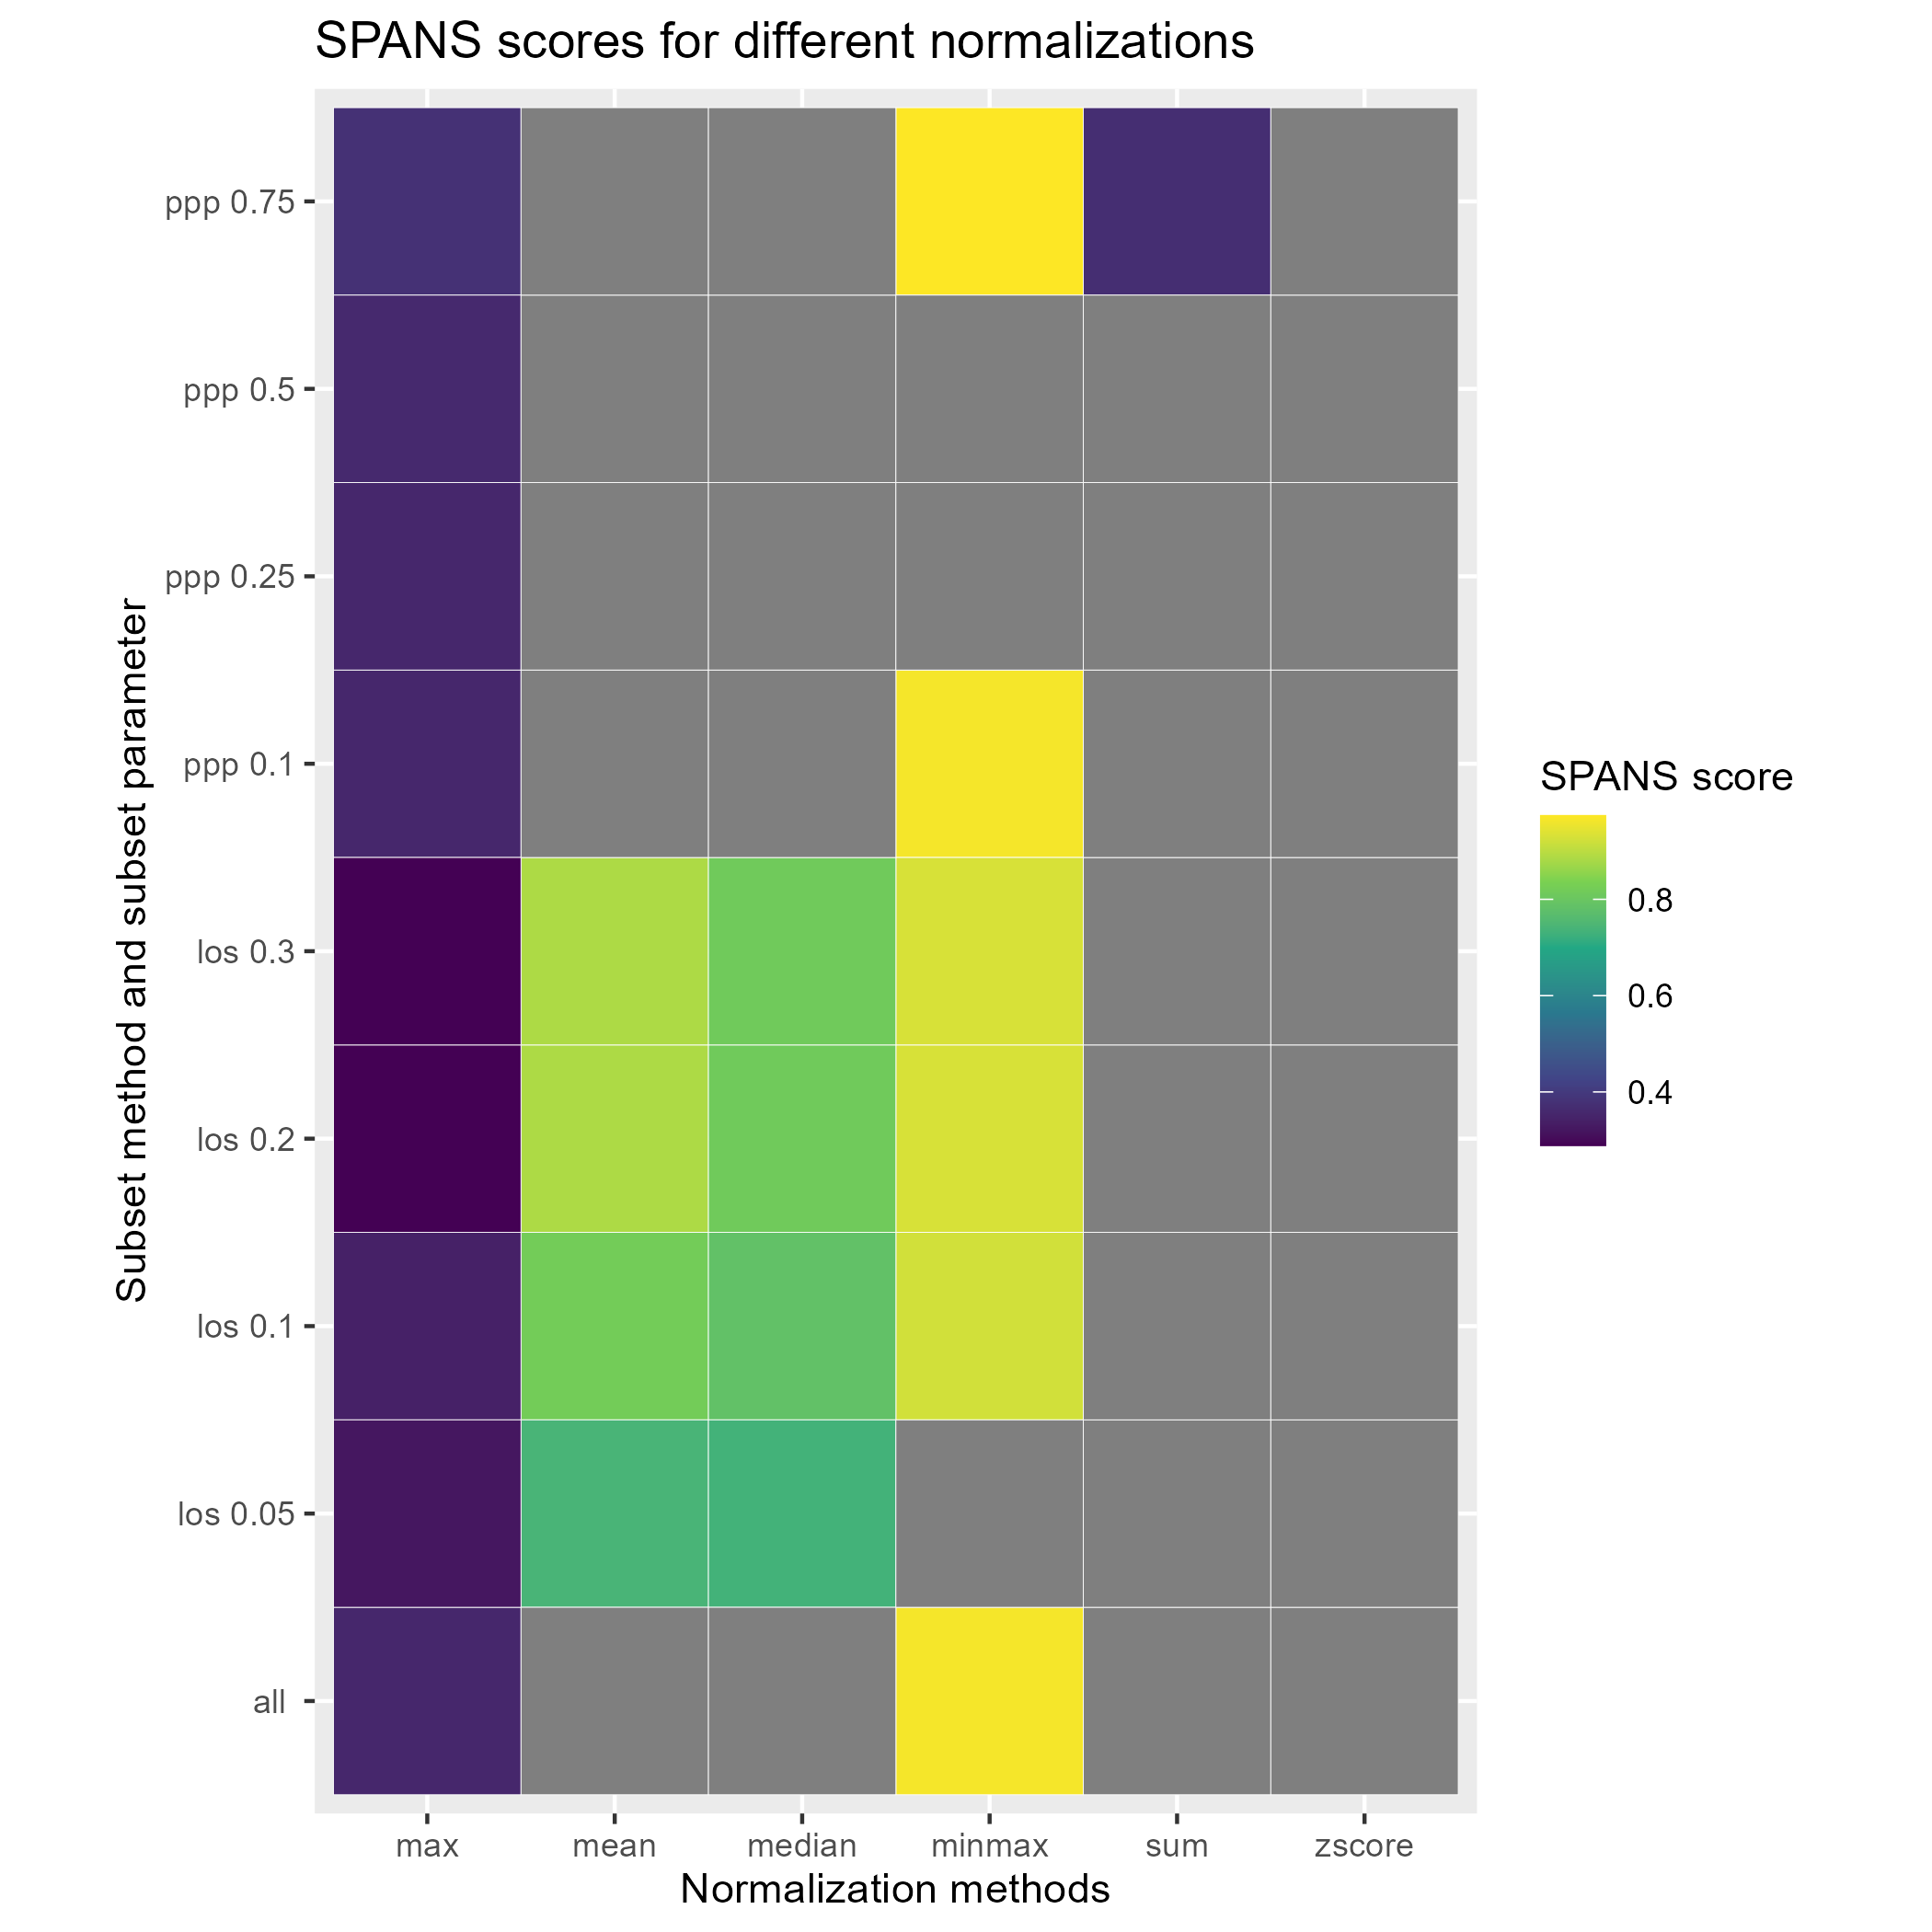 SPANS scores for different normalizations
Subset method and subset parameter
ppp 0.75
ppp 0.5
ppp 0.25
ppp 0.1
los 0.3
los 0.2
los 0.1
los 0.05
all
max mean median minmax sum zscore
Normalization methods
SPANS score
0.8
0.6
0.4